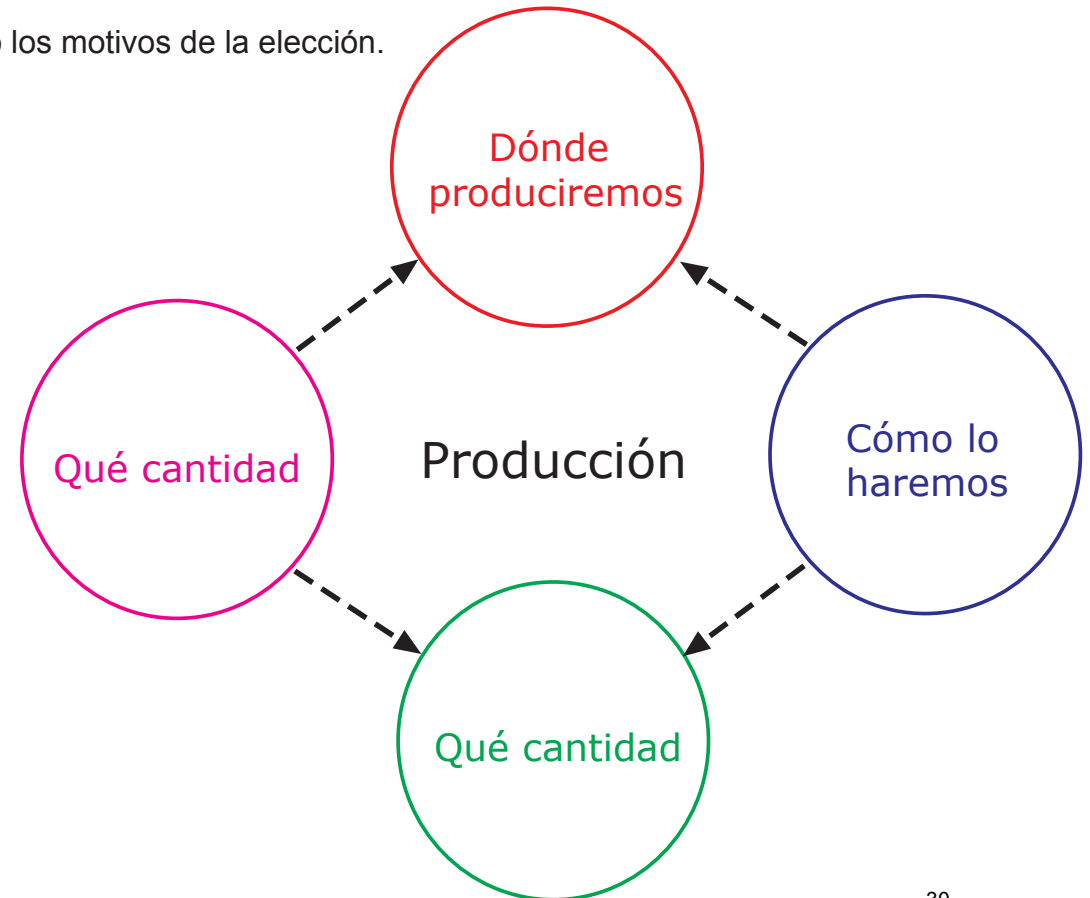 los motivos de la elección.
Dónde
produciremos
Qué cantidad
Producción
Cómo lo
haremos
Qué cantidad